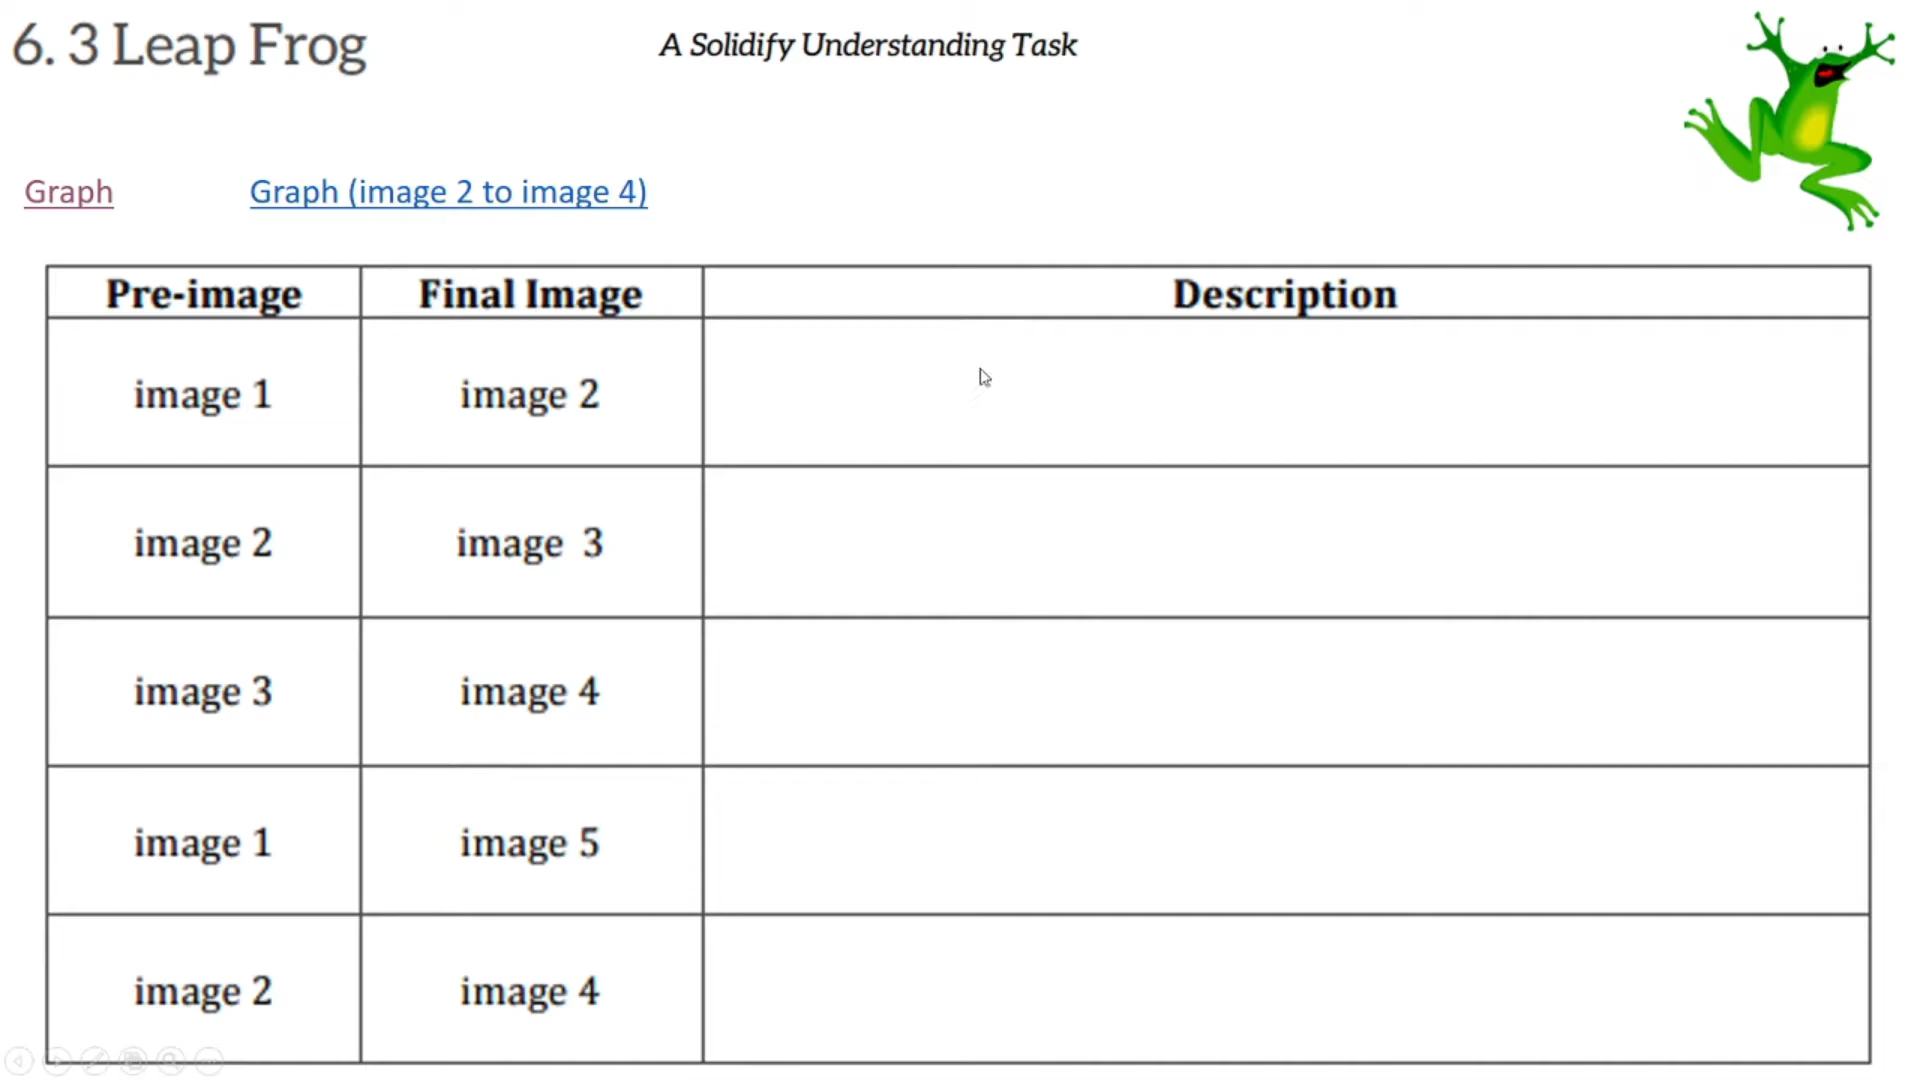 6. 3 Leap Frog
A Solidify Understanding Task
Graph
Graph (image 2 to image 4)
Pre-image Final Image Description
image 1 image 2
image 2 image 3
image 3 image 4
image 1 image 5
image 2 image 4